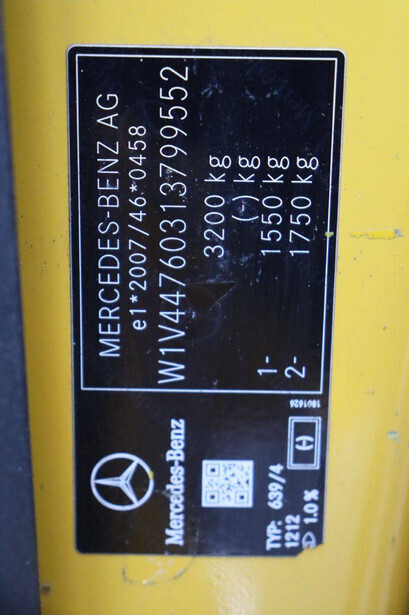 MERCEDES-BENZ AG
e1*2007/46*0458
W1V44760313799552
3200 kg
(-) kg
1- 1550 kg
2- 1750 kg
Mercedes-Benz
TYP: 639/4
1212
1.0%
(-)
1801626